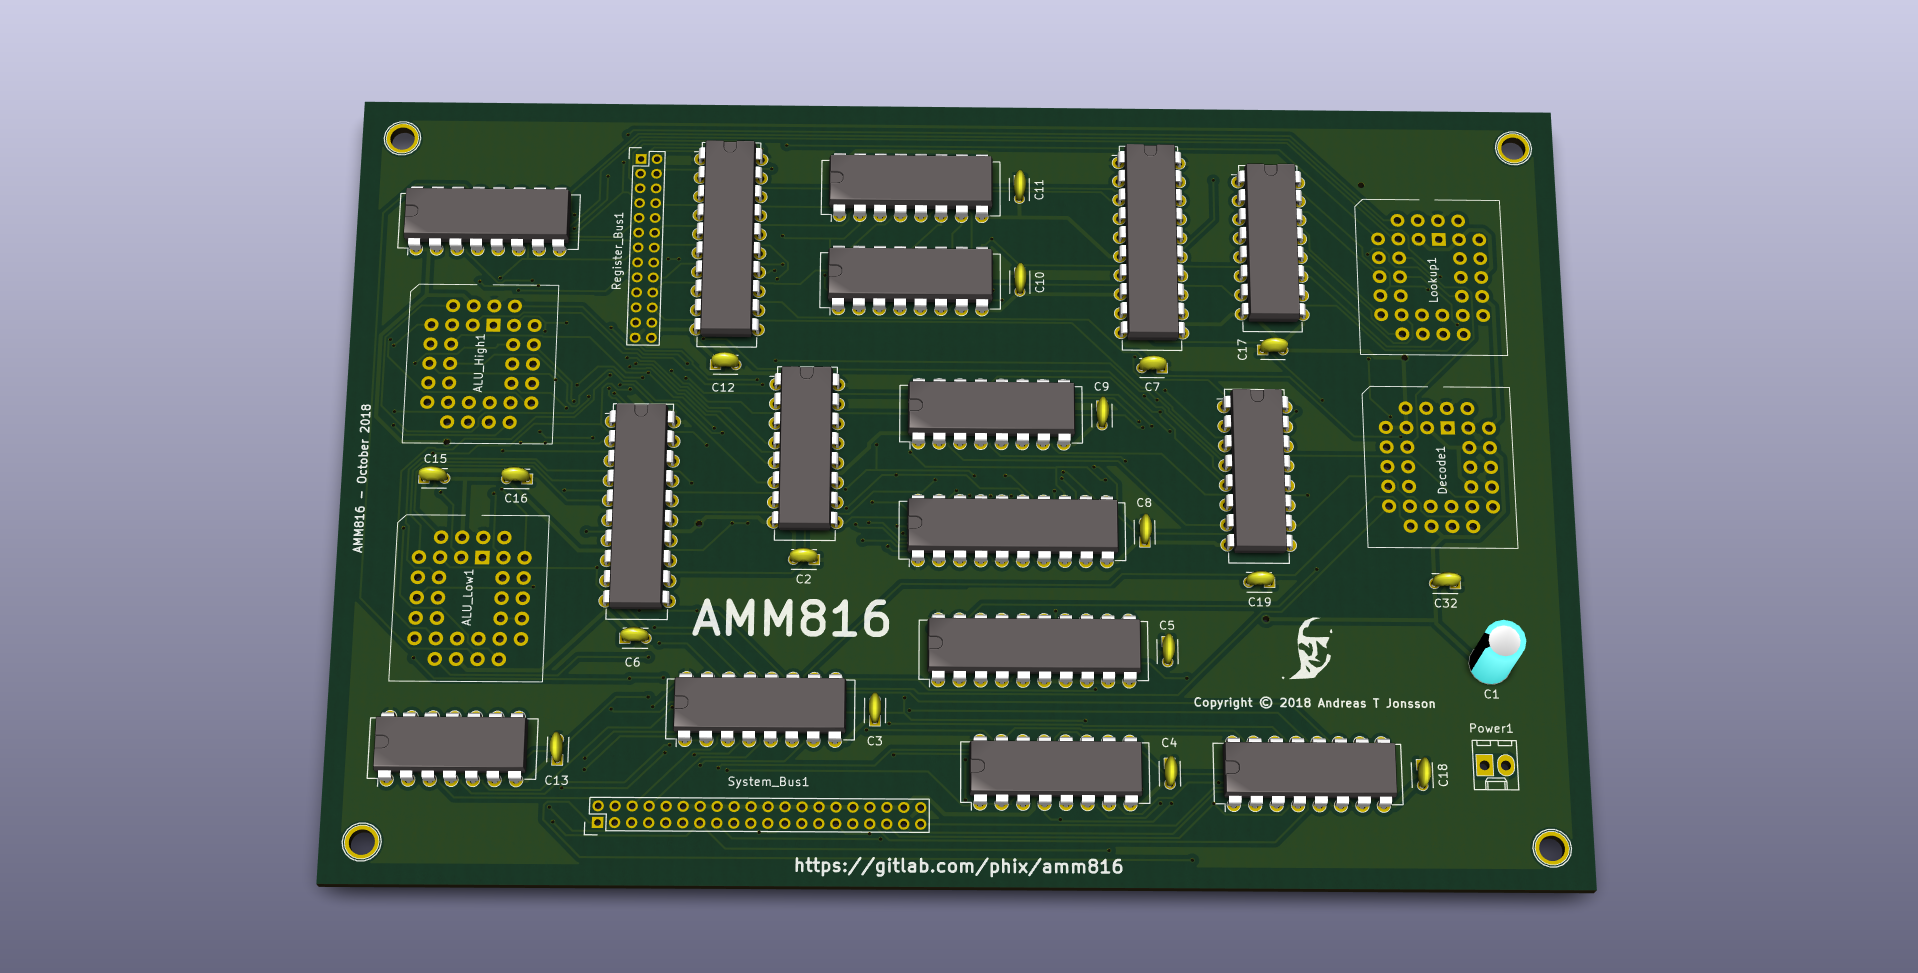 C11
Register_Bus1
Lookup1
C10
ALU_High1
C17
C12
C7
C9
AMM816 – October 2018
C15
C16
Decode1
C8
C2
ALU_Low1
C19
C32
AMM816
C5
C6
C1
Copyright © 2018 Andreas T Jonsson
Power1
C3
C4
C13
C18
System_Bus1
https://gitlab.com/phix/amm816